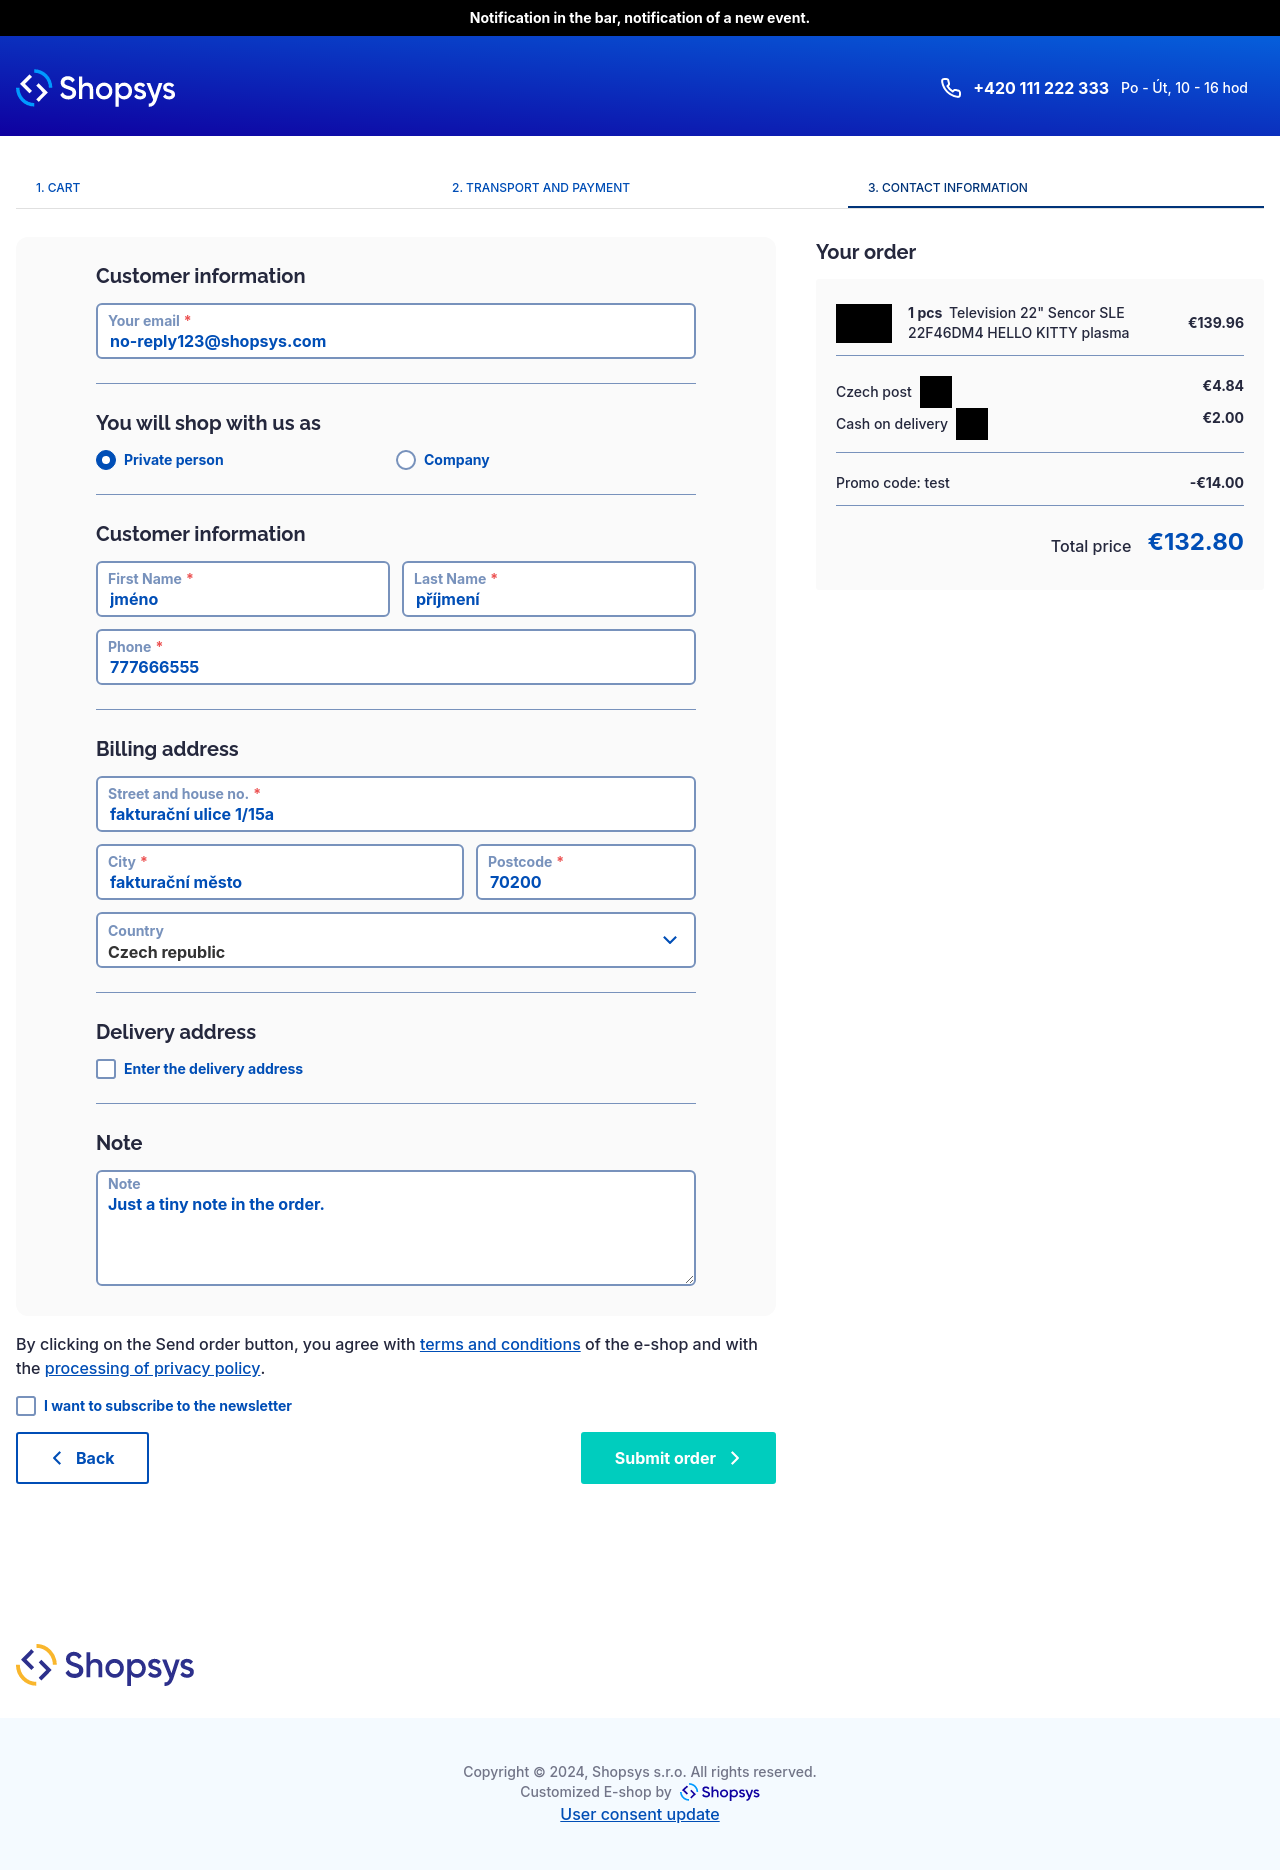 Notification in the bar, notification of a new event.
Shopsys
+420 111 222 333 Po - Út, 10 - 16 hod
1. CART
2. TRANSPORT AND PAYMENT
3. CONTACT INFORMATION
Customer information
Your email *
no-reply123@shopsys.com
You will shop with us as
Private person
Company
Customer information
First Name *
jméno
Last Name *
příjmení
Phone *
777666555
Billing address
Street and house no. *
fakturační ulice 1/15a
City *
fakturační město
Postcode *
70200
Country
Czech republic
Delivery address
Enter the delivery address
Note
Note
Just a tiny note in the order.
Your order
1 pcs Television 22" Sencor SLE
22F46DM4 HELLO KITTY plasma
€139.96
Czech post
€4.84
Cash on delivery
€2.00
Promo code: test
-€14.00
Total price €132.80
By clicking on the Send order button, you agree with terms and conditions of the e-shop and with
the processing of privacy policy.
I want to subscribe to the newsletter
Back
Submit order
Shopsys
Copyright © 2024, Shopsys s.r.o. All rights reserved.
Customized E-shop by Shopsys
User consent update